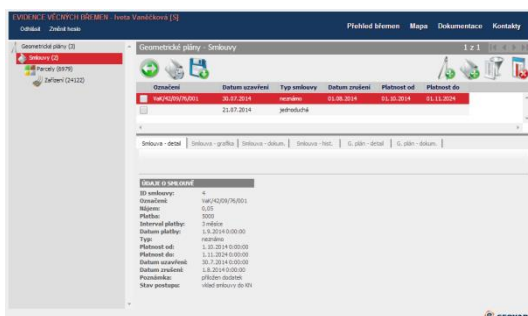 EVIDENCE VĚCNÝCH BŘEMEN - Iveta Vaněčková [5]
Odhlásit Změnit heslo
Přehled břemen Mapa Dokumentace Kontakty
Geometrické plány (3)
Smlouvy (2)
Parcely (6979)
Zařízení (24122)
Geometrické plány - Smlouvy
1 z 1
Označení Datum uzavření Typ smlouvy Datum zrušení Platnost od Platnost do
VaK/42/09/76/001 30.07.2014 neznámo 01.08.2014 01.10.2014 01.11.2024
21.07.2014 jednoduchá
Smlouva - detail Smlouva - grafika Smlouva - dokum. Smlouva - hist. G. plán - detail G. plán - dokum.
ÚDAJE O SMLOUVĚ
ID smlouvy: 4
Označení: VaK/42/09/76/001
Nájem: 0,05
Platba: 5000
Interval platby: 3 měsíce
Datum platby: 1.9.2014 0:00:00
Typ: neznámo
Platnost od: 1.10.2014 0:00:00
Platnost do: 1.11.2024 0:00:00
Datum uzavření: 30.7.2014 0:00:00
Datum zrušení: 1.8.2014 0:00:00
Poznámka: přiložen dodatek
Stav postupu: vklad smlouvy do KN